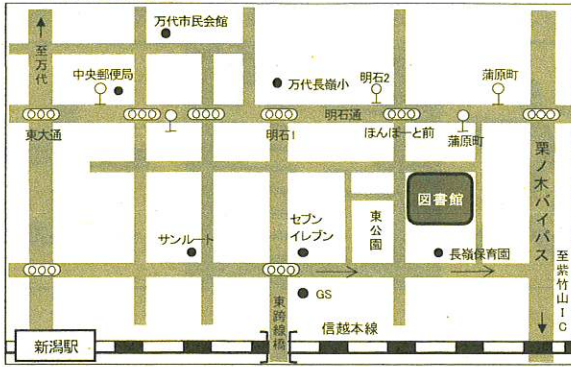 万代市民会館
至万代
中央郵便局
万代長嶺小
明石2
蒲原町
東大通
明石1
明石通
ほんぽーと前
蒲原町
栗ノ木バイパス
図書館
東公園
セブン
イレブン
サンルート
長嶺保育園
至紫竹山IC
GS
東跨線橋
信越本線
新潟駅